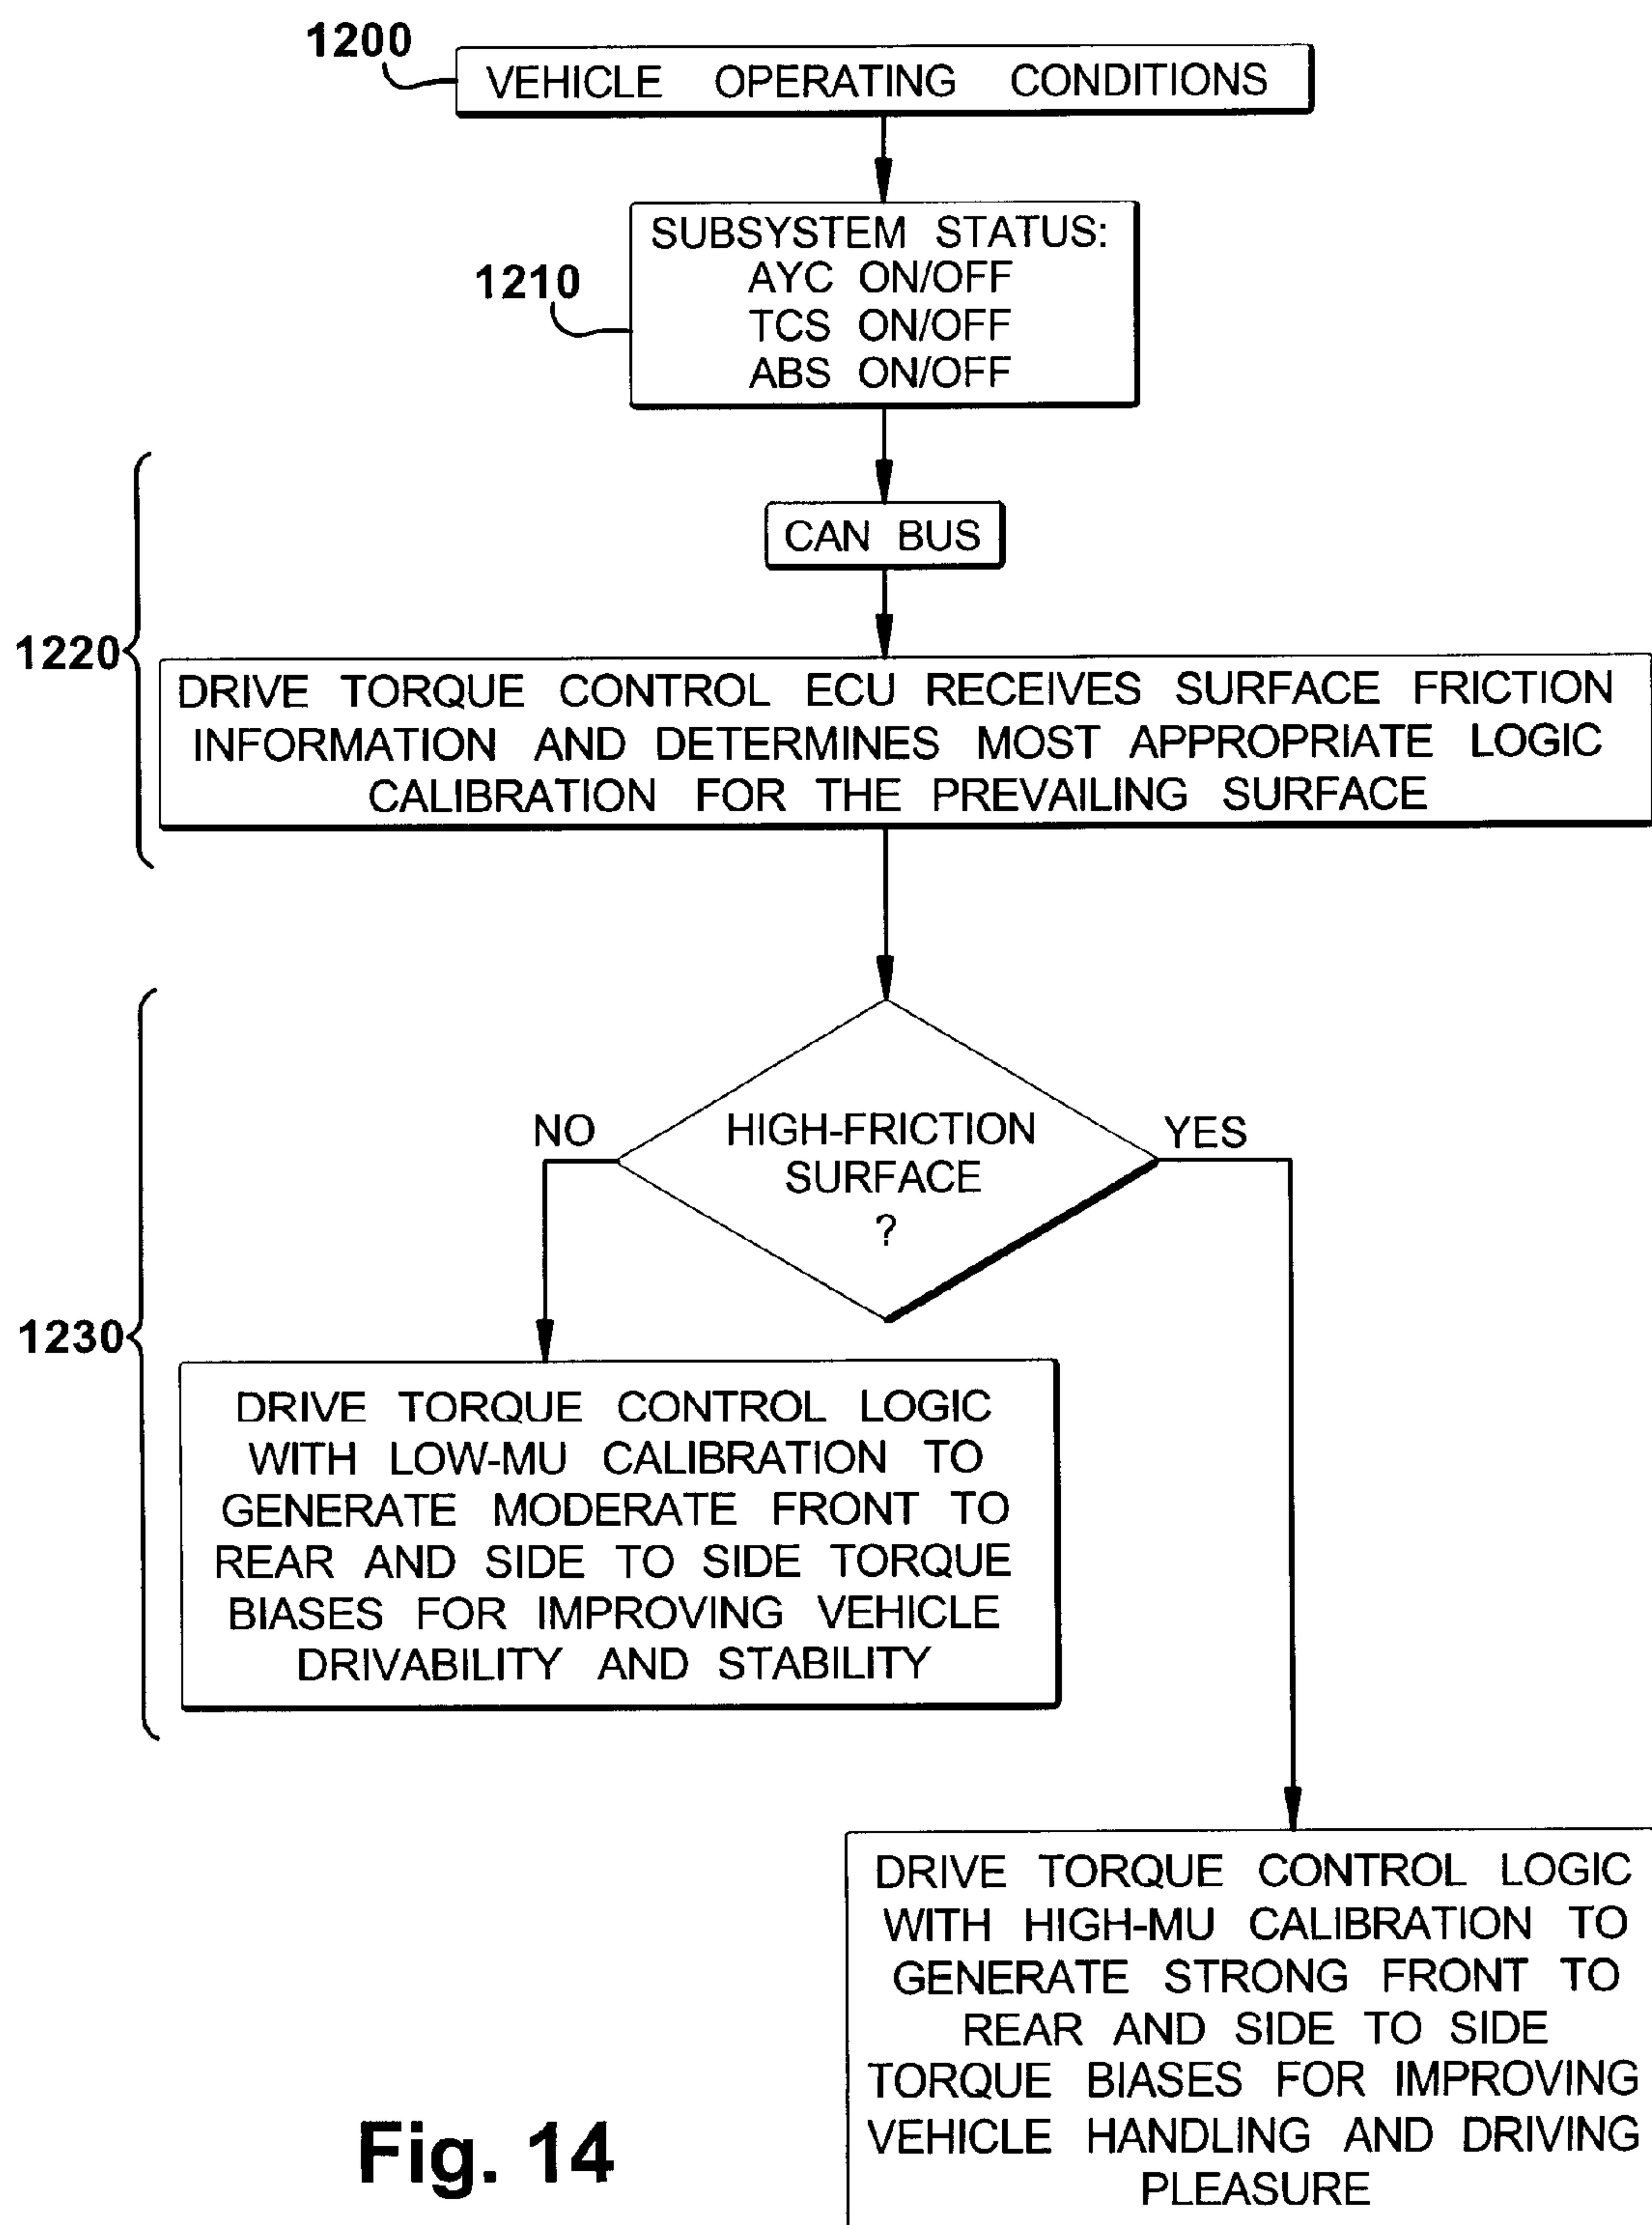 1200
VEHICLE OPERATING CONDITIONS
SUBSYSTEM STATUS:
1210
AYC ON/OFF
TCS ON/OFF
ABS ON/OFF
CAN BUS
1220
DRIVE TORQUE CONTROL ECU RECEIVES SURFACE FRICTION
INFORMATION AND DETERMINES MOST APPROPRIATE LOGIC
CALIBRATION FOR THE PREVAILING SURFACE
NO
HIGH-FRICTION
SURFACE
?
YES
1230
DRIVE TORQUE CONTROL LOGIC
WITH LOW-MU CALIBRATION TO
GENERATE MODERATE FRONT TO
REAR AND SIDE TO SIDE TORQUE
BIASES FOR IMPROVING VEHICLE
DRIVABILITY AND STABILITY
DRIVE TORQUE CONTROL LOGIC
WITH HIGH-MU CALIBRATION TO
GENERATE STRONG FRONT TO
REAR AND SIDE TO SIDE
TORQUE BIASES FOR IMPROVING
VEHICLE HANDLING AND DRIVING
PLEASURE
Fig. 14